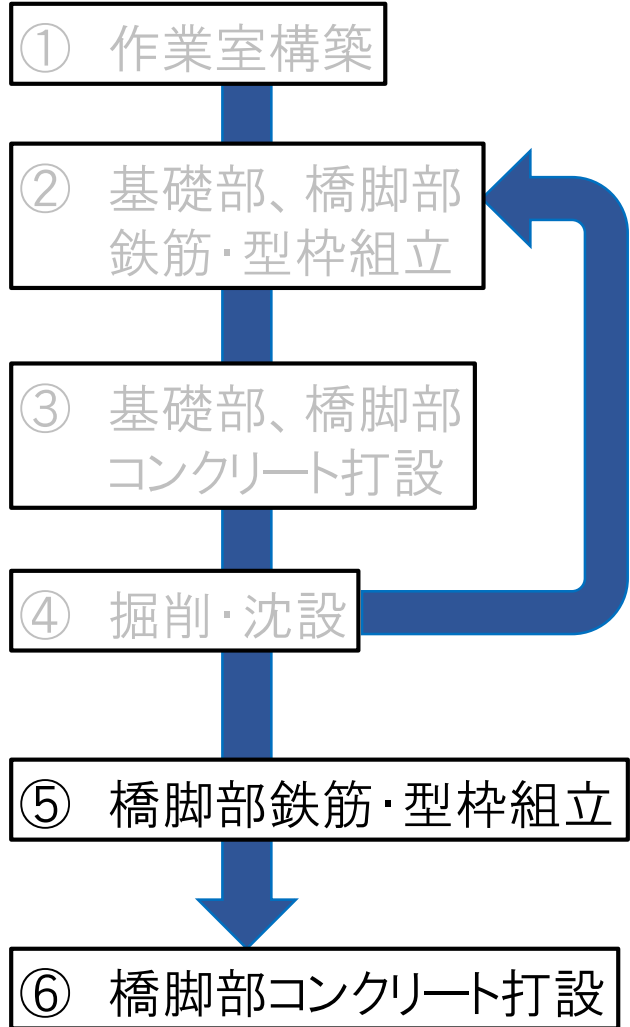 ① 作業室構築
② 基礎部、橋脚部
鉄筋・型枠組立
③ 基礎部、橋脚部
コンクリート打設
④ 掘削・沈設
⑤ 橋脚部鉄筋・型枠組立
⑥ 橋脚部コンクリート打設